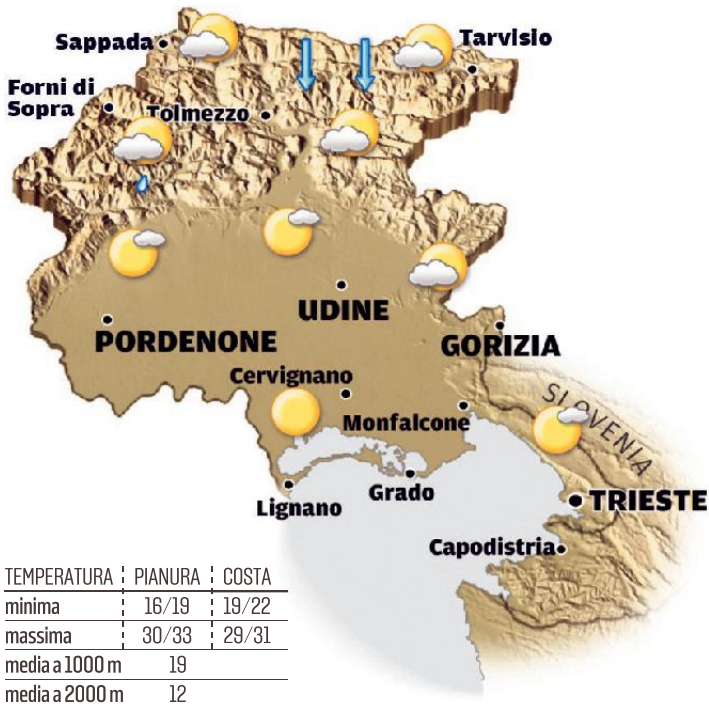 Sappada
Tarvisio
Forni di
Sopra
Tolmezzo
UDINE
PORDENONE
GORIZIA
Cervignano
SLOVENIA
Monfalcone
Grado
Lignano
TRIESTE
Capodistria
TEMPERATURA PIANURA COSTA
minima 16/19 19/22
massima 30/33 29/31
media a 1000 m 19
media a 2000 m 12